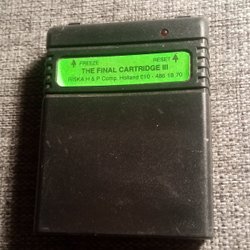 FREEZE RESET
THE FINAL CARTRIDGE III
RISKA H & P Comp. Holland 010 - 486 18 70